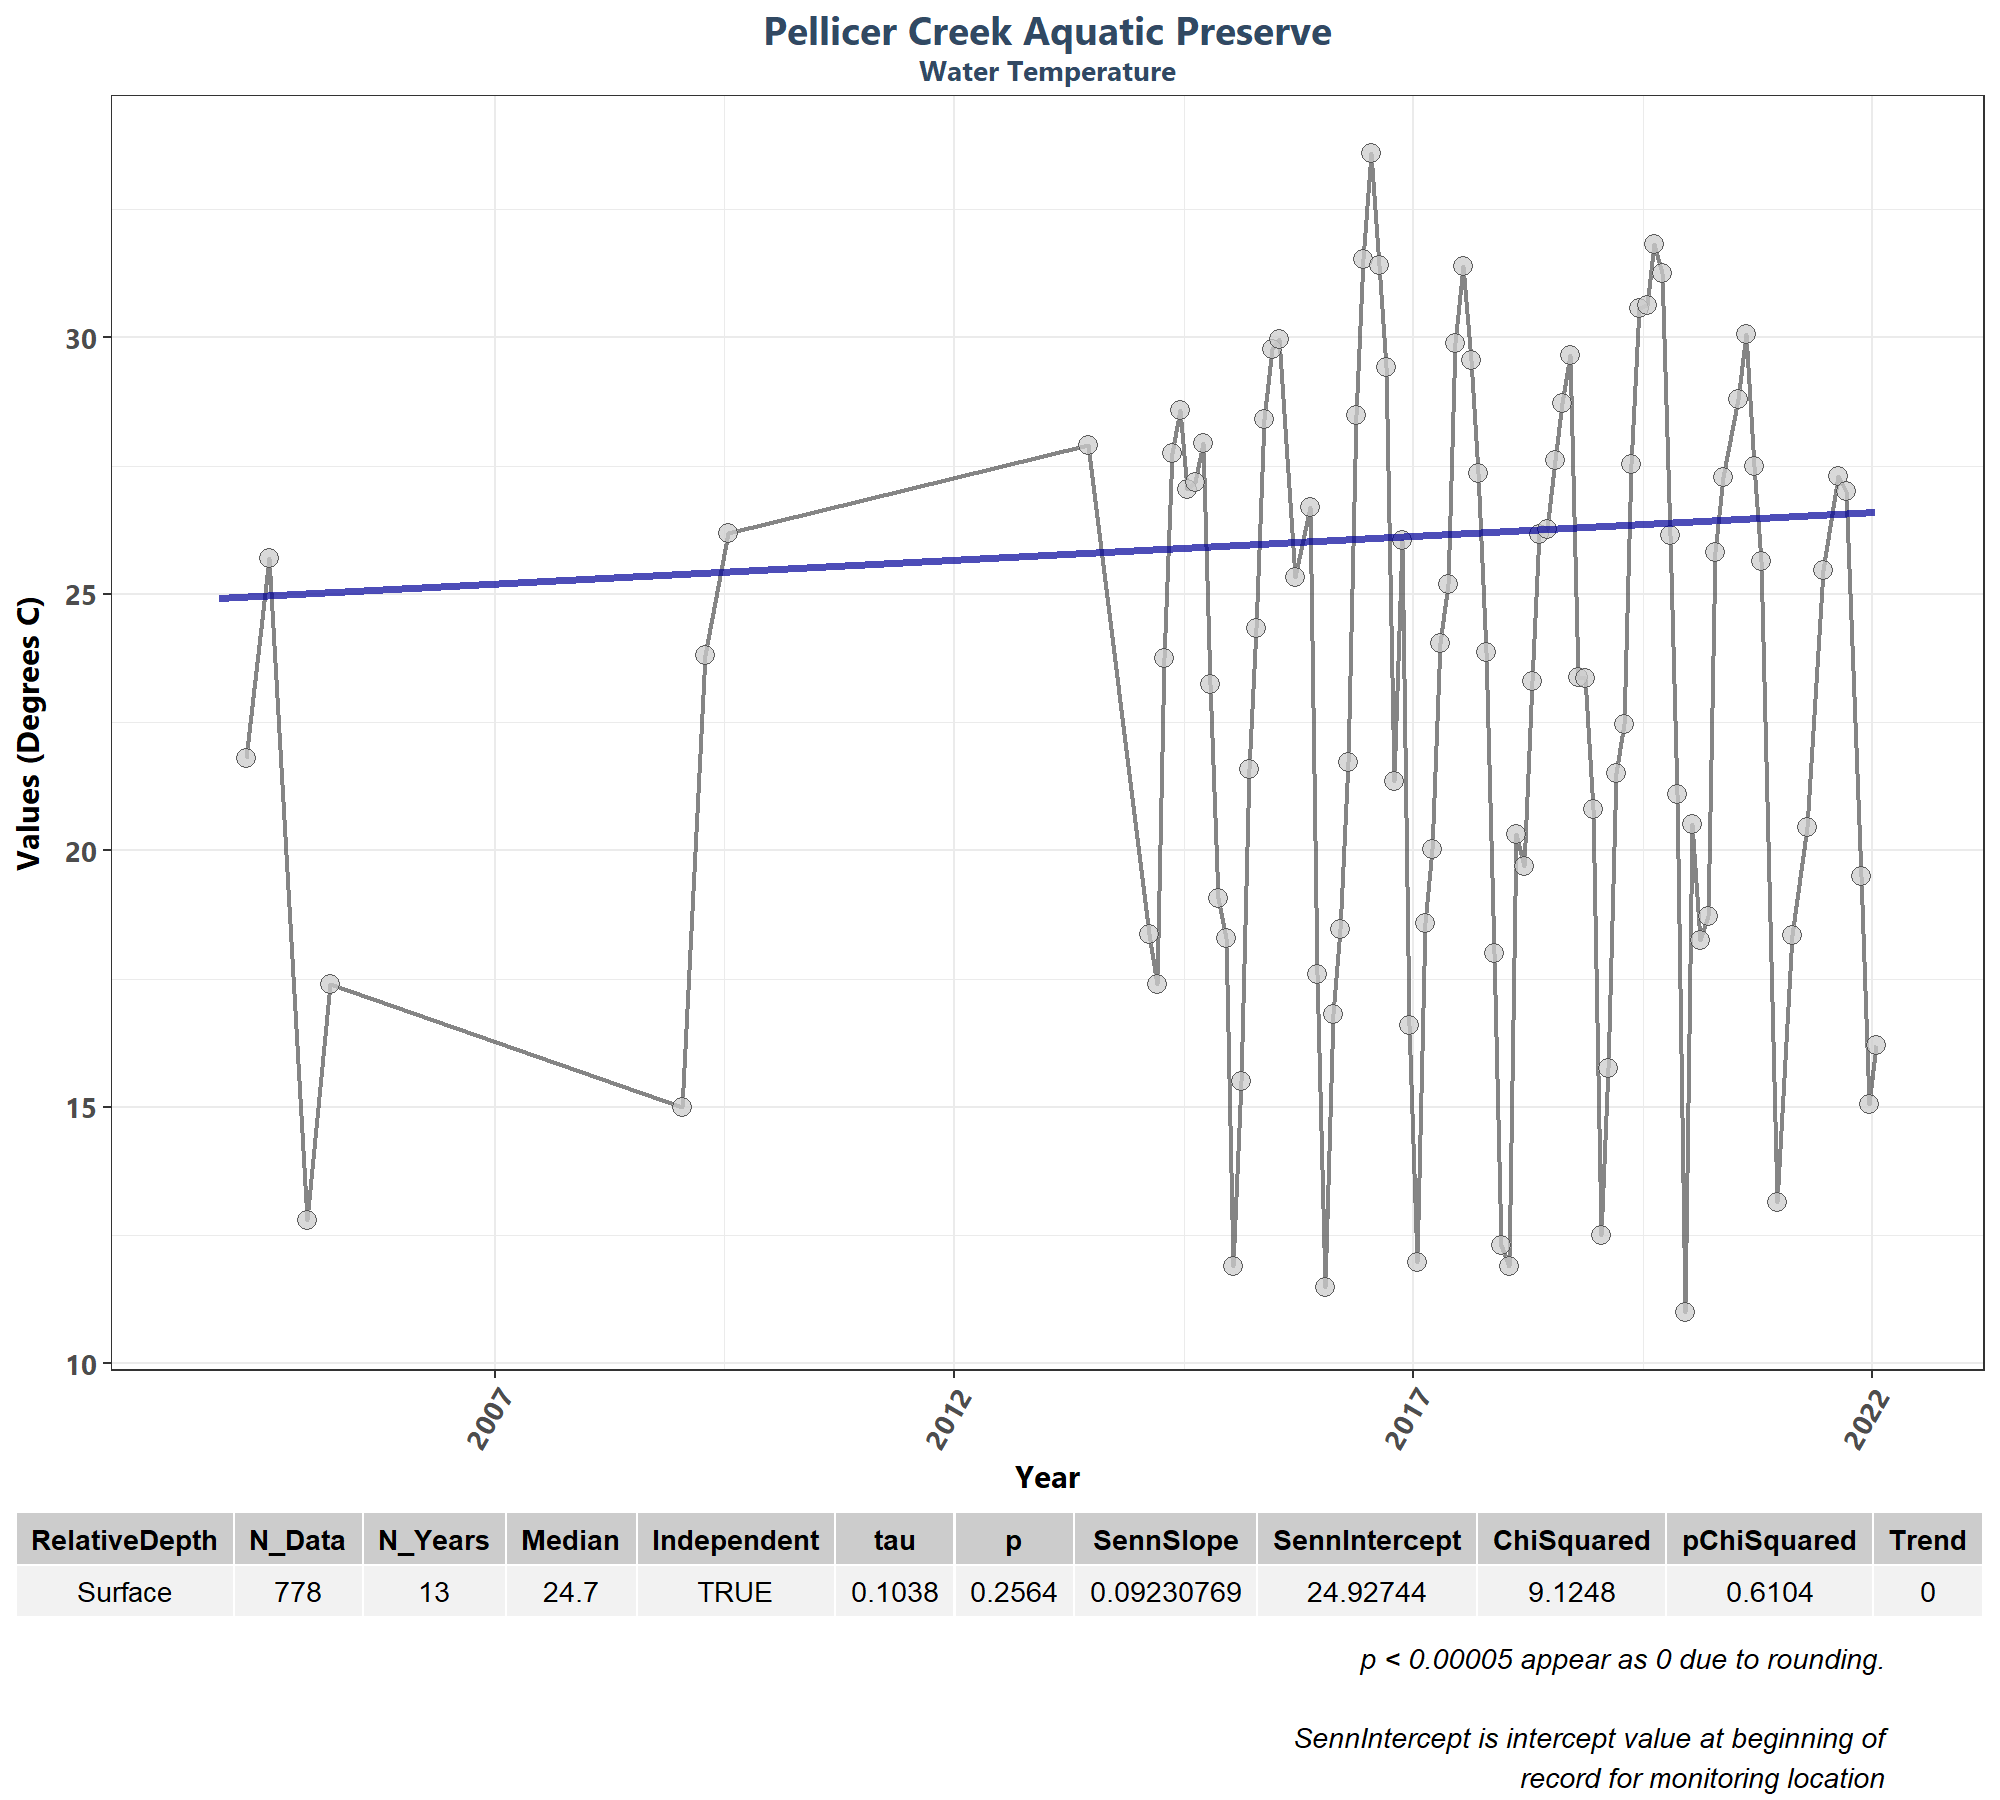 Pellicer Creek Aquatic Preserve
Water Temperature
Values (Degrees C)
30
25
20
15
10
2007
2012
2017
2022
Year
RelativeDepth N_Data N_Years Median Independent tau p SennSlope SennIntercept ChiSquared pChiSquared Trend
Surface 778 13 24.7 TRUE 0.1038 0.2564 0.09230769 24.92744 9.1248 0.6104 0
p < 0.00005 appear as 0 due to rounding.
SennIntercept is intercept value at beginning of
record for monitoring location